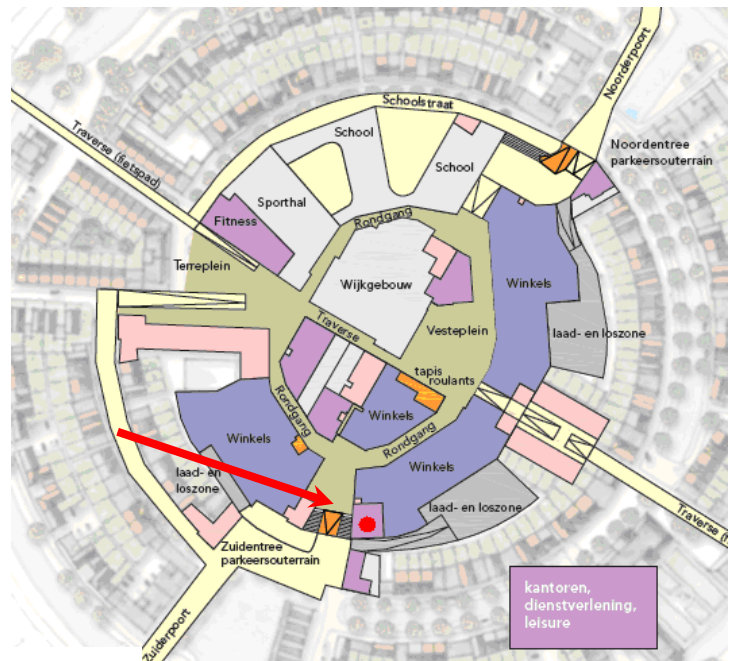 Noorderpoort
Schoolstraat
School
Noordentree
parkeersouterrain
Traverse (fietspad)
School
Sporthal
Fitness
Rondgang
Terreplein
Wijkgebouw
Winkels
laad- en loszone
Vesteplein
Traverse
tapis
roulants
Winkels
Rondgang
Rondgang
Winkels
Winkels
laad- en
loszone
laad- en loszone
Traverse (f
Zuidentree
parkeersouterrain
Zuiderpoort
kantoren,
dienstverlening,
leisure